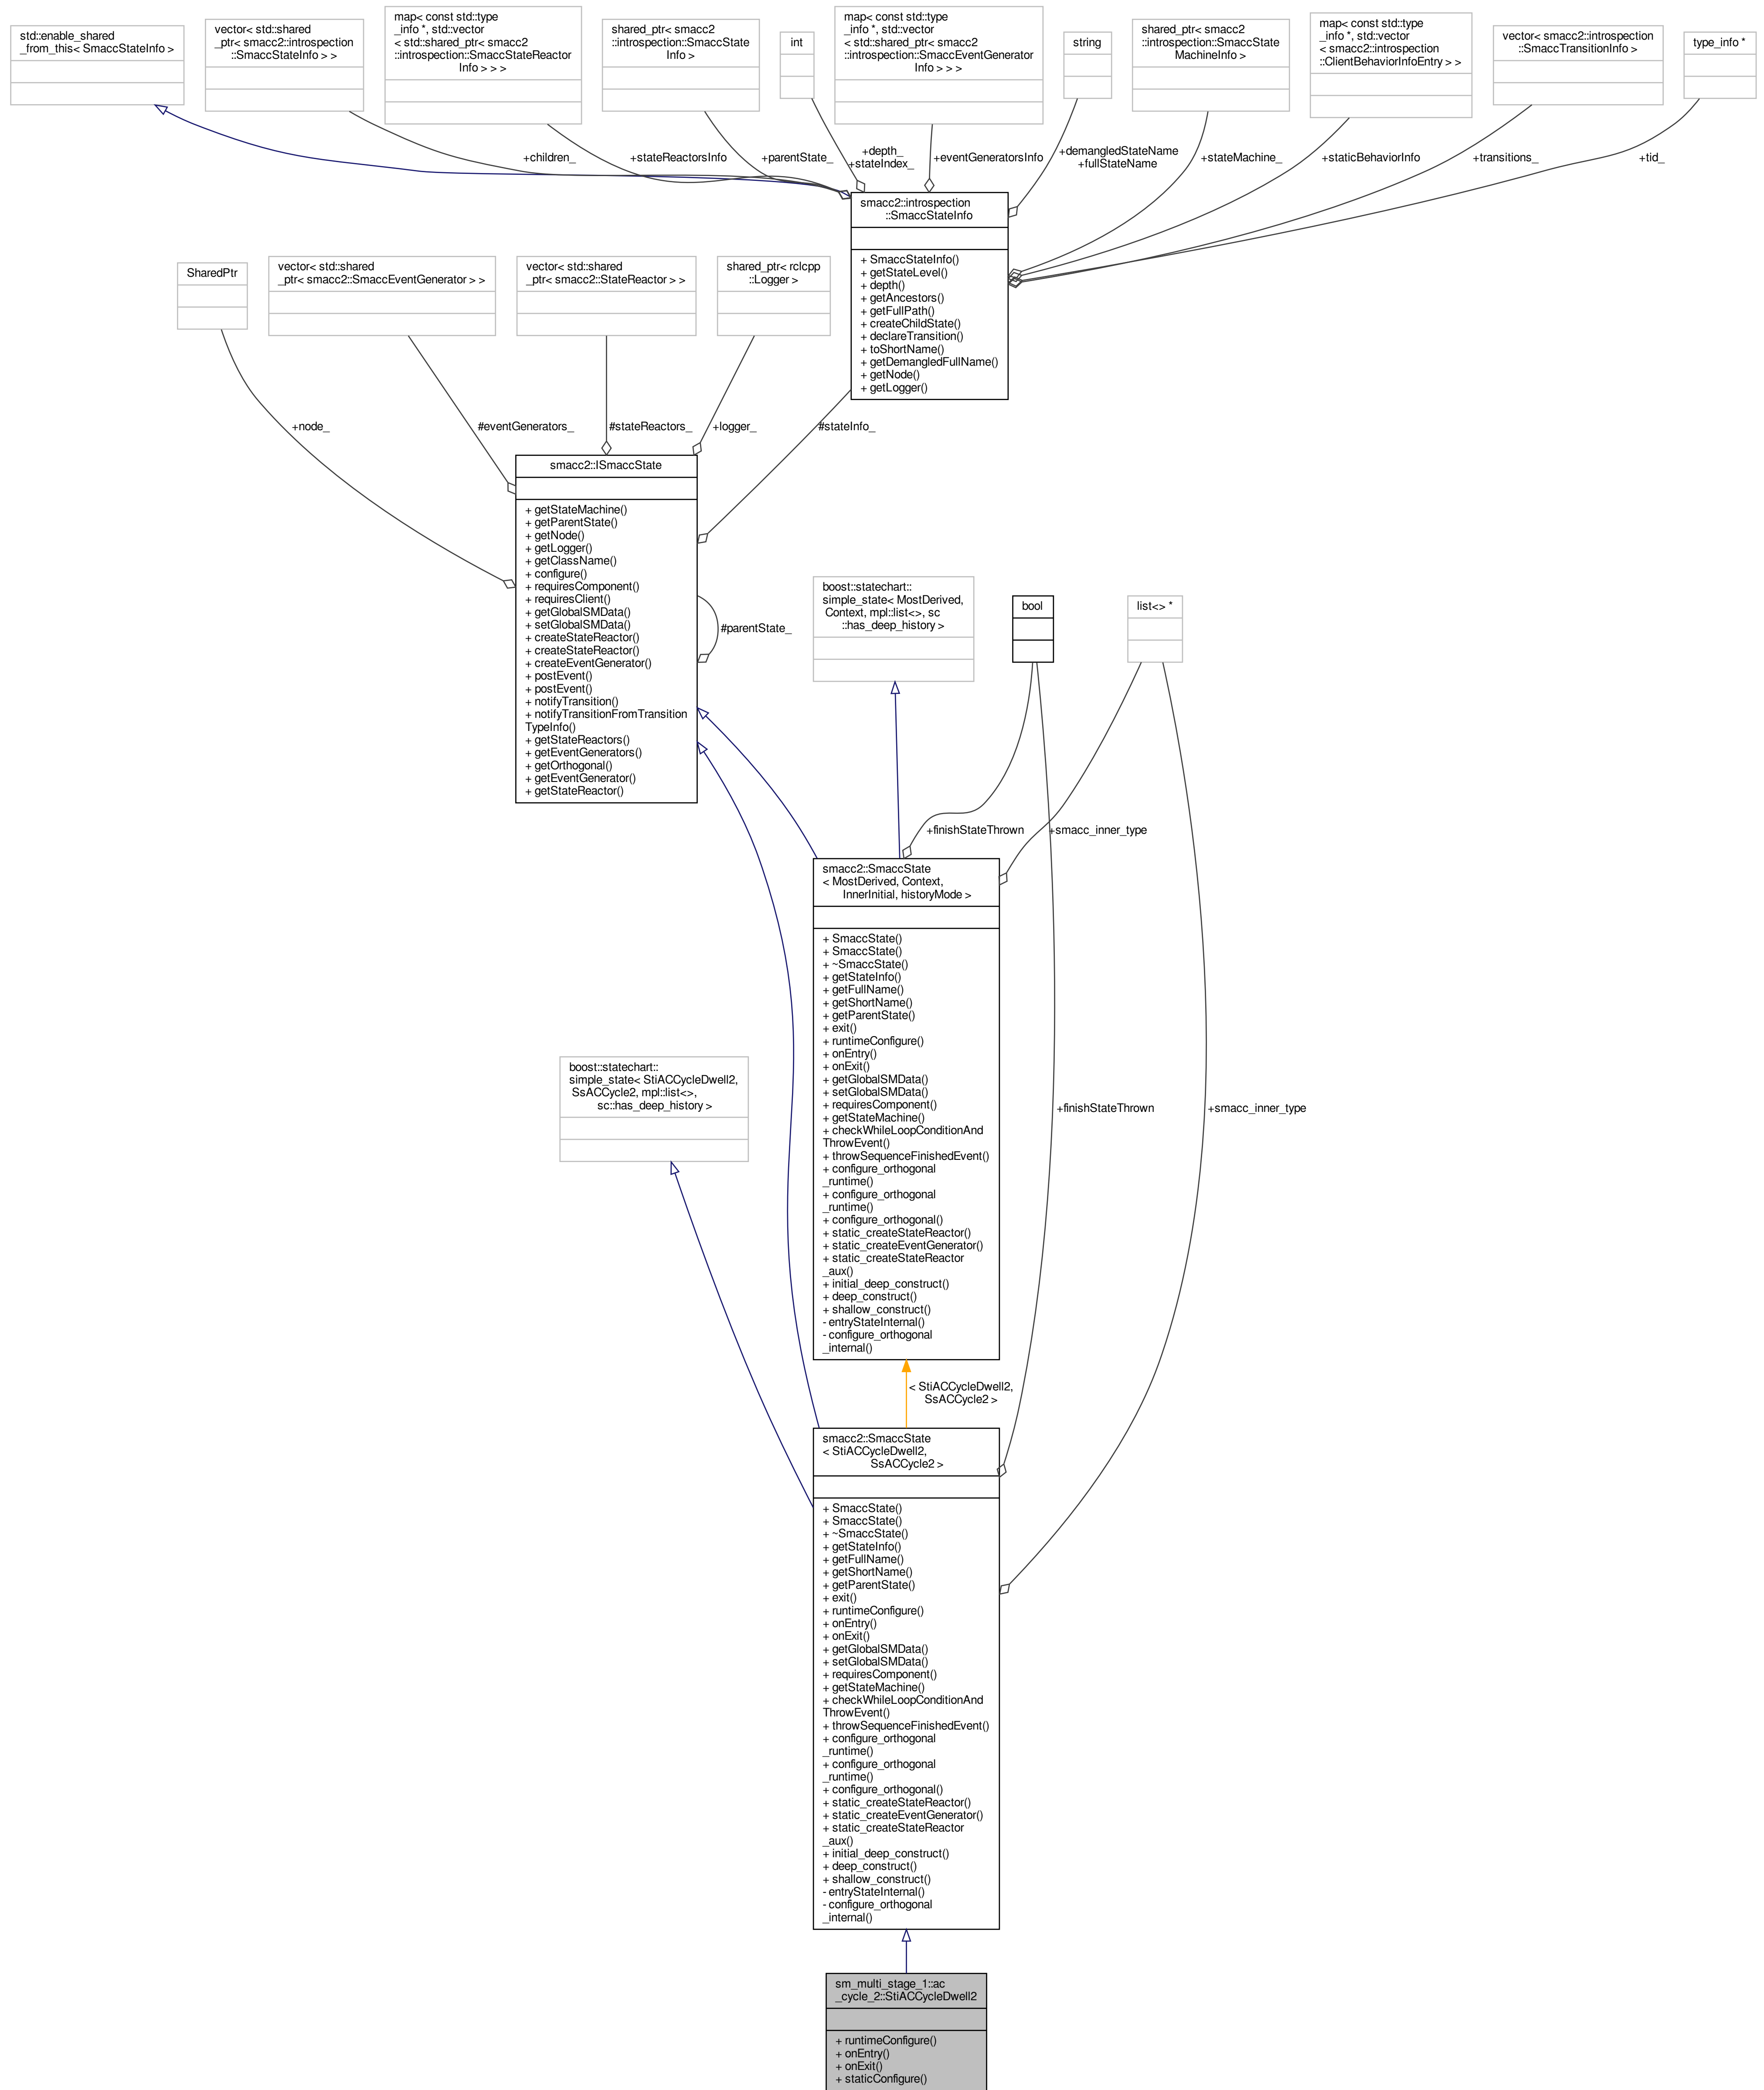 std::enable_shared
_from_this< SmaccStateInfo >
vector< std::shared
_ptr< smacc2::introspection
::SmaccStateInfo > >
map< const std::type
_info *, std::vector
< std::shared_ptr< smacc2
::introspection::SmaccStateReactor
Info > > >
shared_ptr< smacc2
::introspection::SmaccState
Info >
int
map< const std::type
_info *, std::vector
< std::shared_ptr< smacc2
::introspection::SmaccEventGenerator
Info > > >
string
shared_ptr< smacc2
::introspection::SmaccState
MachineInfo >
map< const std::type
_info *, std::vector
< smacc2::introspection
::ClientBehaviorInfoEntry > >
vector< smacc2::introspection
::SmaccTransitionInfo >
type_info *
+children_
+stateReactorsInfo
+parentState_
+depth_
+stateIndex_
+eventGeneratorsInfo
+demangledStateName
+fullStateName
+stateMachine_
+staticBehaviorInfo
+transitions_
+tid_
smacc2::introspection
::SmaccStateInfo
+ SmaccStateInfo()
+ getStateLevel()
+ depth()
+ getAncestors()
+ getFullPath()
+ createChildState()
+ declareTransition()
+ toShortName()
+ getDemangledFullName()
+ getNode()
+ getLogger()
SharedPtr
vector< std::shared
_ptr< smacc2::SmaccEventGenerator > >
vector< std::shared
_ptr< smacc2::StateReactor > >
shared_ptr< rclcpp
::Logger >
+node_
#eventGenerators_
#stateReactors_
+logger_
#stateInfo_
smacc2::ISmaccState
+ getStateMachine()
+ getParentState()
+ getNode()
+ getLogger()
+ getClassName()
+ configure()
+ requiresComponent()
+ requiresClient()
+ getGlobalSMData()
+ setGlobalSMData()
+ createStateReactor()
+ createStateReactor()
+ createEventGenerator()
+ postEvent()
+ postEvent()
+ notifyTransition()
+ notifyTransitionFromTransition
TypeInfo()
+ getStateReactors()
+ getEventGenerators()
+ getOrthogonal()
+ getEventGenerator()
+ getStateReactor()
#parentState_
boost::statechart::
simple_state< MostDerived,
Context, mpl::list<>, sc
::has_deep_history >
bool
list<> *
+finishStateThrown
+smacc_inner_type
smacc2::SmaccState
< MostDerived, Context,
InnerInitial, historyMode >
+ SmaccState()
+ SmaccState()
+ ~SmaccState()
+ getStateInfo()
+ getFullName()
+ getShortName()
+ getParentState()
+ exit()
+ runtimeConfigure()
+ onEntry()
+ onExit()
+ getGlobalSMData()
+ setGlobalSMData()
+ requiresComponent()
+ getStateMachine()
+ checkWhileLoopConditionAnd
ThrowEvent()
+ throwSequenceFinishedEvent()
+ configure_orthogonal
_runtime()
+ configure_orthogonal
_runtime()
+ configure_orthogonal()
+ static_createStateReactor()
+ static_createEventGenerator()
+ static_createStateReactor
_aux()
+ initial_deep_construct()
+ deep_construct()
+ shallow_construct()
- entryStateInternal()
- configure_orthogonal
_internal()
boost::statechart::
simple_state< StiACCycleDwell2,
SsACCycle2, mpl::list<>,
sc::has_deep_history >
+finishStateThrown
+smacc_inner_type
< StiACCycleDwell2,
SsACCycle2 >
smacc2::SmaccState
< StiACCycleDwell2,
SsACCycle2 >
+ SmaccState()
+ SmaccState()
+ ~SmaccState()
+ getStateInfo()
+ getFullName()
+ getShortName()
+ getParentState()
+ exit()
+ runtimeConfigure()
+ onEntry()
+ onExit()
+ getGlobalSMData()
+ setGlobalSMData()
+ requiresComponent()
+ getStateMachine()
+ checkWhileLoopConditionAnd
ThrowEvent()
+ throwSequenceFinishedEvent()
+ configure_orthogonal
_runtime()
+ configure_orthogonal
_runtime()
+ configure_orthogonal()
+ static_createStateReactor()
+ static_createEventGenerator()
+ static_createStateReactor
_aux()
+ initial_deep_construct()
+ deep_construct()
+ shallow_construct()
- entryStateInternal()
- configure_orthogonal
_internal()
sm_multi_stage_1::ac
_cycle_2::StiACCycleDwell2
+ runtimeConfigure()
+ onEntry()
+ onExit()
+ staticConfigure()